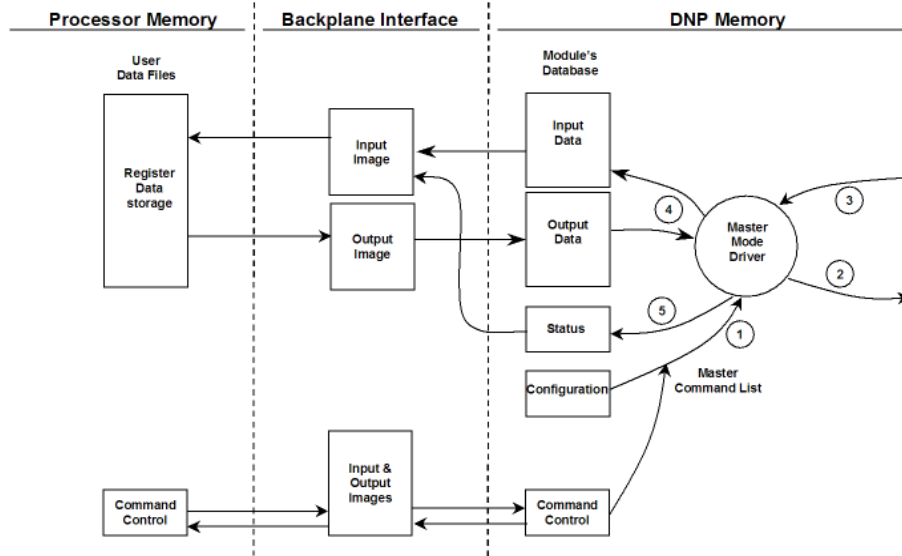 Processor Memory
Backplane Interface
DNP Memory
User
Data Files
Module's
Database
Register
Data
storage
Input
Image
Output
Image
Input
Data
Output
Data
Master
Mode
Driver
3
4
2
5
1
Status
Configuration
Master
Command List
Input &
Output
Images
Command
Control
Command
Control